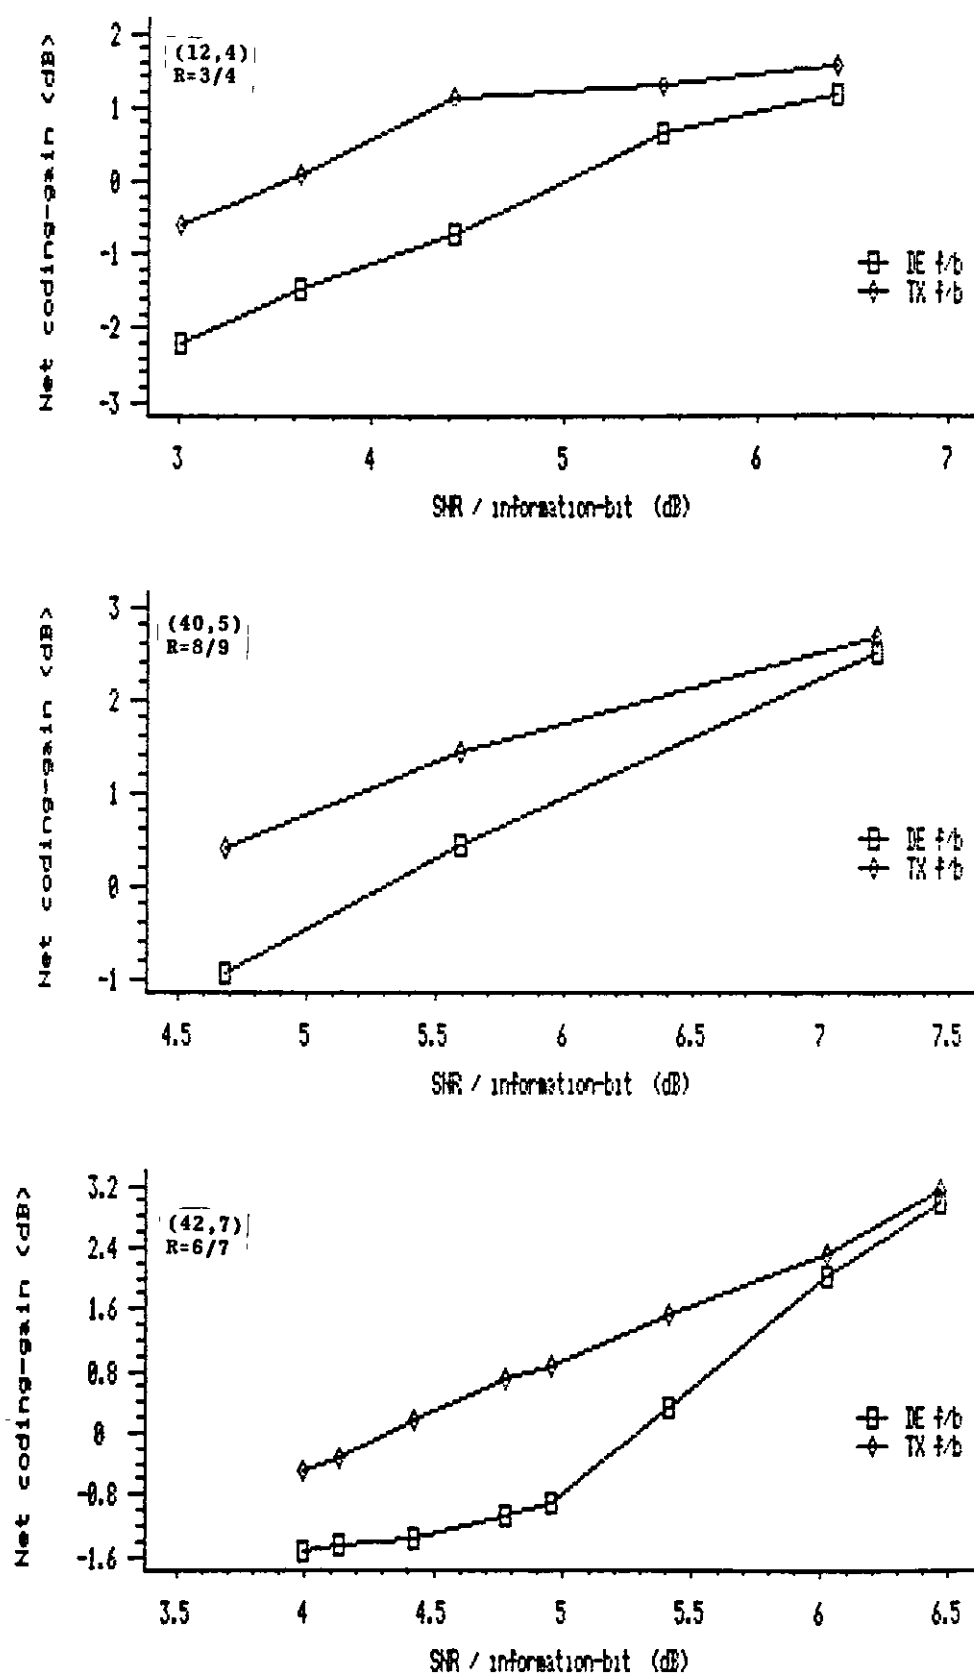 Net coding-gain <dB>
2
1
0
-1
-2
-3
(12,4)
R=3/4
DE f/b
TX f/b
3 4 5 6 7
SNR / information-bit (dB)
Net coding-gain <dB>
3
2
1
0
-1
(40,5)
R=8/9
DE f/b
TX f/b
4.5 5 5.5 6 6.5 7 7.5
SNR / information-bit (dB)
Net coding-gain <dB>
3.2
2.4
1.6
0.8
0
-0.8
-1.6
(42,7)
R=6/7
DE f/b
TX f/b
3.5 4 4.5 5 5.5 6 6.5
SNR / information-bit (dB)